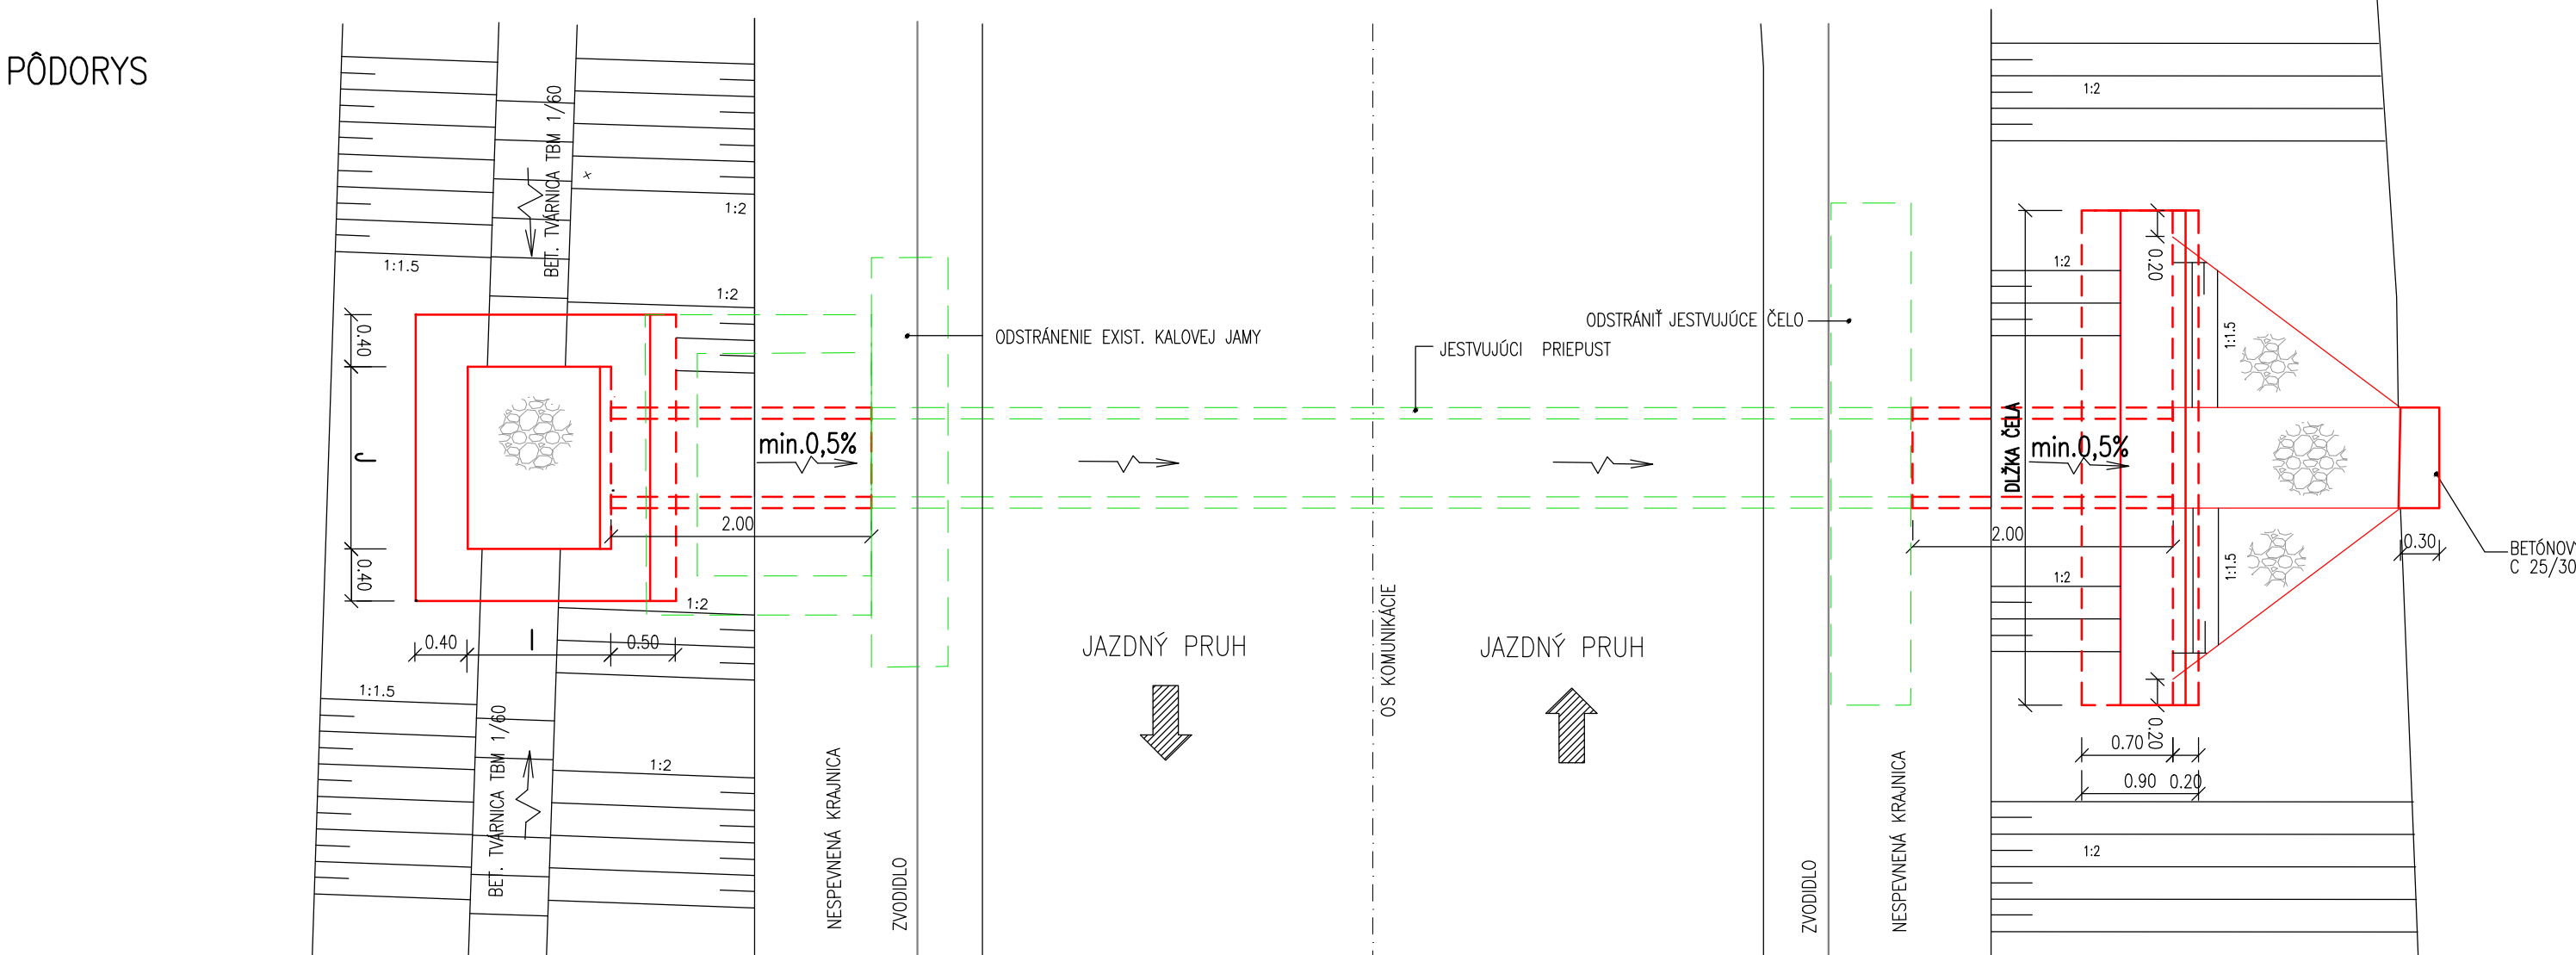 PÔDORYS
BET. TVÁRNICA TBM 1/60
1:2
1:1.5
1:2
0.40
J
0.40
0.40
I
0.50
1:2
1:1.5
1:2
BET. TVÁRNICA TBM 1/60
min.0,5%
2.00
NESPEVNENÁ KRAJNICA
ZVODIDLO
ODSTRÁNENIE EXIST. KALOVEJ JAMY
JAZDNÝ PRUH
OS KOMUNIKÁCIE
JESTVUJÚCI PRIEPUST
ODSTRÁNIŤ JESTVUJÚCE ČELO
JAZDNÝ PRUH
ZVODIDLO
NESPEVNENÁ KRAJNICA
1:2
1:2
0.20
1:1.5
DLŽKA ČELA
min.0,5%
2.00
1:2
1:1.5
0.30
BETÓNOV
C 25/30
0.70
0.20
0.90
0.20
1:2